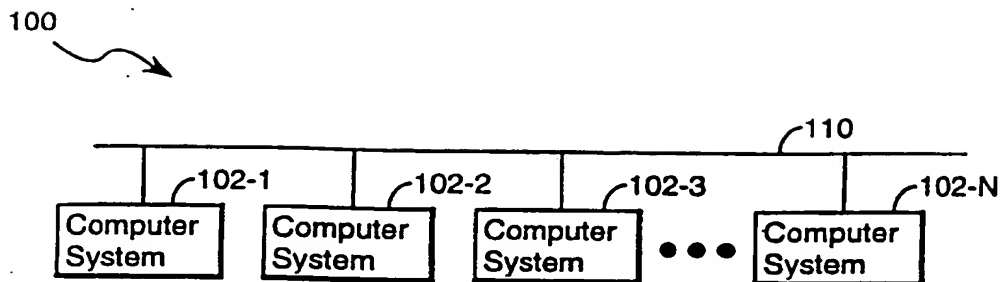 100
110
102-1
102-2
102-3
102-N
Computer
System
Computer
System
Computer
System
Computer
System